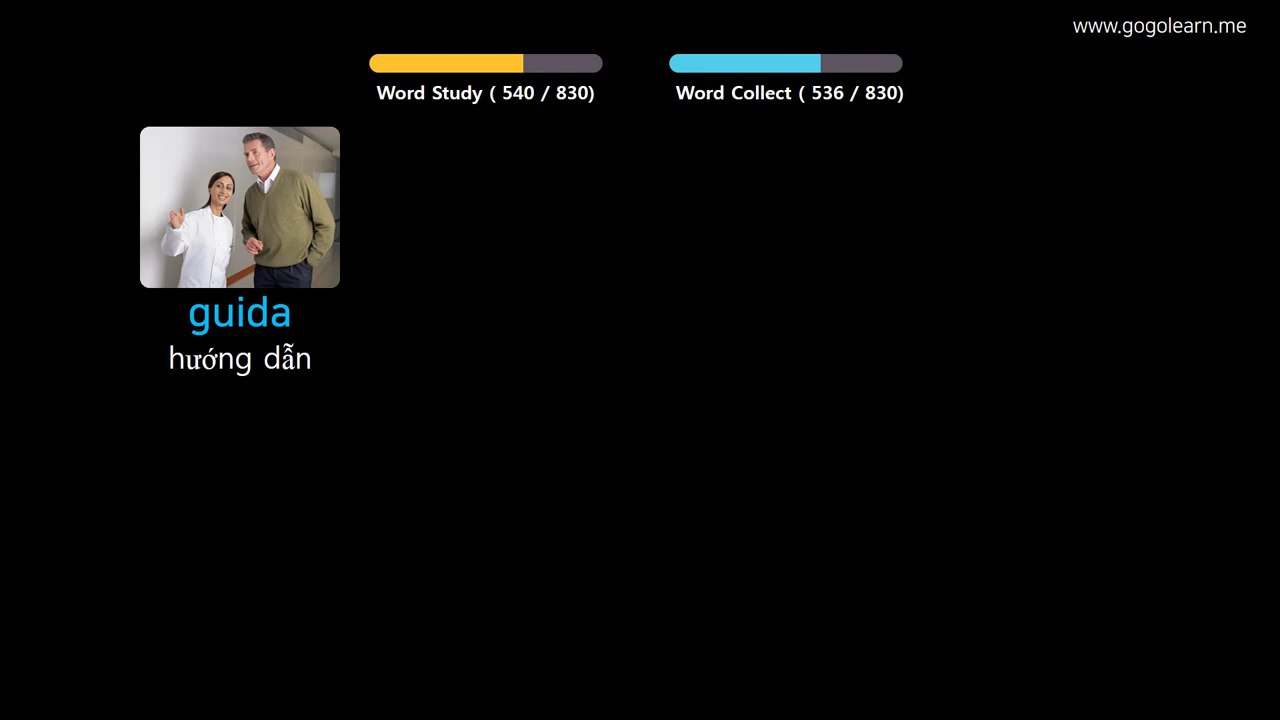 www.gogolearn.me
Word Study ( 540 / 830)
Word Collect ( 536 / 830)
guida
hướng dẫn